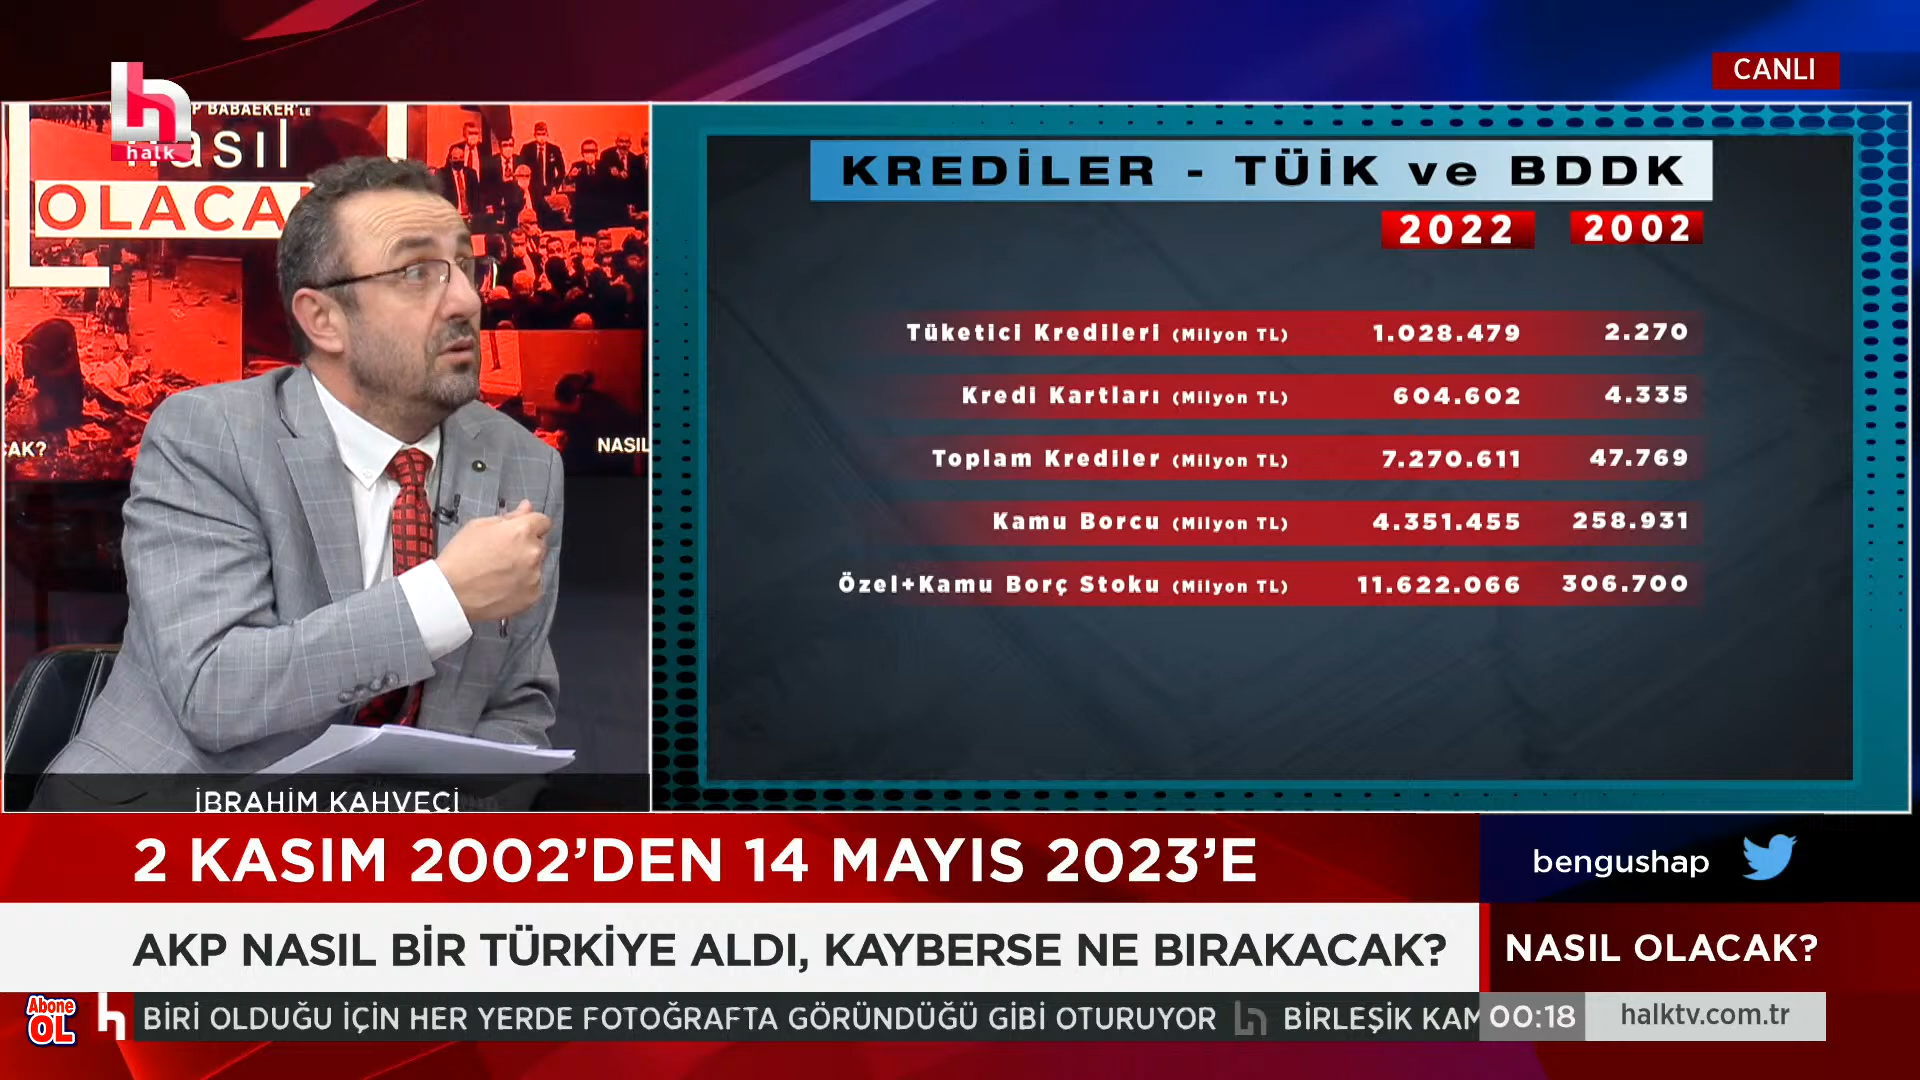 CANLI
P BABAEKER'LE
nasıl
OLACA
halk
CAK?
NASIL
İBRAHİM KAHVECİ
KREDİLER - TÜİK ve BDDK
2022 2002
Tüketici Kredileri (Milyon TL) 1.028.479 2.270
Kredi Kartları (Milyon TL) 604.602 4.335
Toplam Krediler (Milyon TL) 7.270.611 47.769
Kamu Borcu (Milyon TL) 4.351.455 258.931
Özel+Kamu Borç Stoku (Milyon TL) 11.622.066 306.700
2 KASIM 2002’DEN 14 MAYIS 2023’E
bengushap
AKP NASIL BİR TÜRKİYE ALDI, KAYBERSE NE BIRAKACAK?
NASIL OLACAK?
Abone OL
BİRİ OLDUĞU İÇİN HER YERDE FOTOĞRAFTA GÖRÜNDÜĞÜ GİBİ OTURUYOR BİRLEŞİK KAM
00:18
halktv.com.tr